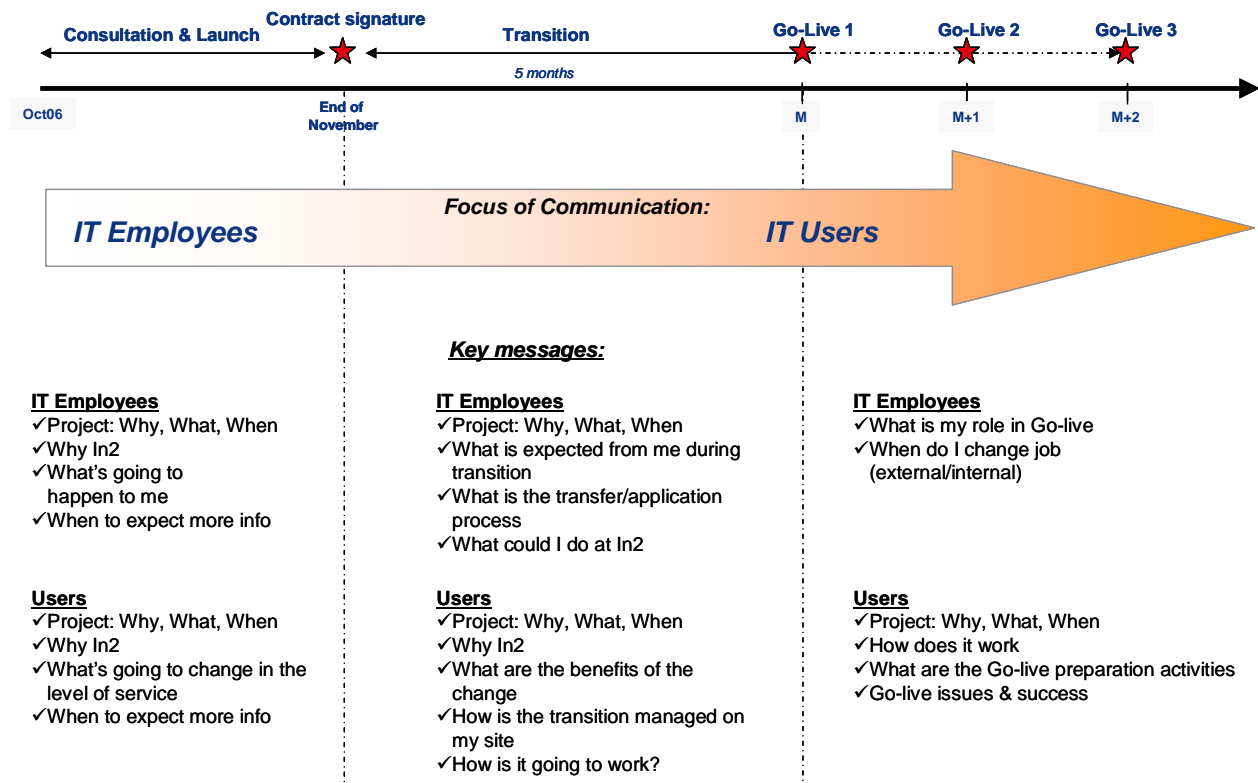 Contract signature
Consultation & Launch
Transition
Go-Live 1
Go-Live 2
Go-Live 3
5 months
Oct06
End of
November
M
M+1
M+2
Focus of Communication:
IT Employees
IT Users
Key messages:
IT Employees
✓Project: Why, What, When
✓Why In2
✓What’s going to
happen to me
✓When to expect more info
Users
✓Project: Why, What, When
✓Why In2
✓What’s going to change in the
level of service
✓When to expect more info
IT Employees
✓Project: Why, What, When
✓What is expected from me during
transition
✓What is the transfer/application
process
✓What could I do at In2
Users
✓Project: Why, What, When
✓Why In2
✓What are the benefits of the
change
✓How is the transition managed on
my site
✓How is it going to work?
IT Employees
✓What is my role in Go-live
✓When do I change job
(external/internal)
Users
✓Project: Why, What, When
✓How does it work
✓What are the Go-live preparation activities
✓Go-live issues & success